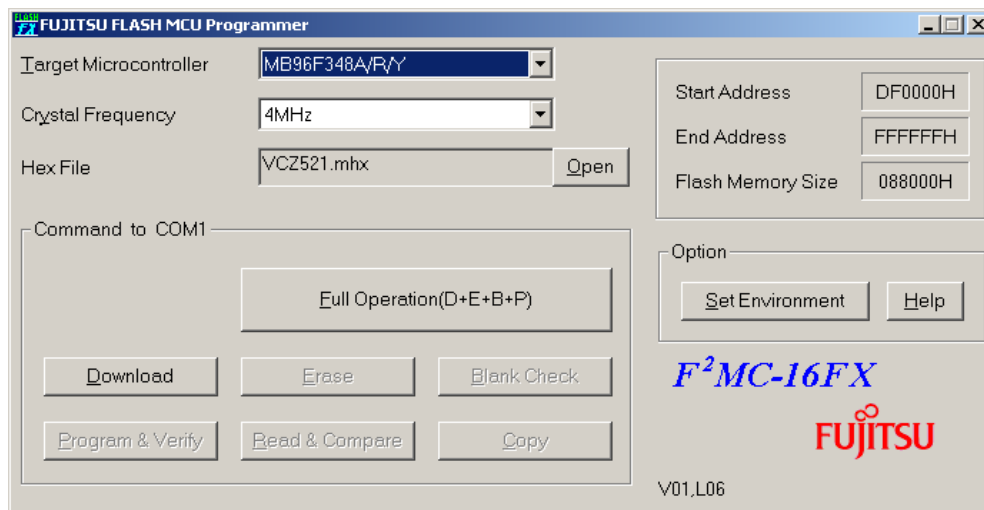 FUJITSU FLASH MCU Programmer
Target Microcontroller
MB96F348A/R/Y
Crystal Frequency
4MHz
Hex File
VCZ521.mhx
Open
Start Address
DF0000H
End Address
FFFFFFH
Flash Memory Size
088000H
Command to COM1
Full Operation(D+E+B+P)
Download
Erase
Blank Check
Program & Verify
Read & Compare
Copy
Option
Set Environment
Help
F²MC-16FX
FUJITSU
V01,L06